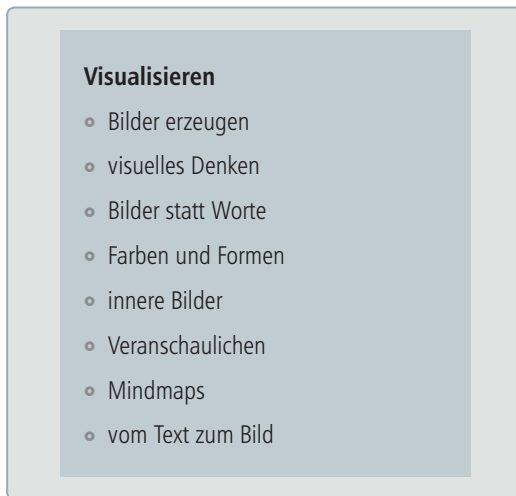 Visualisieren
Bilder erzeugen
visuelles Denken
Bilder statt Worte
Farben und Formen
innere Bilder
Veranschaulichen
Mindmaps
vom Text zum Bild